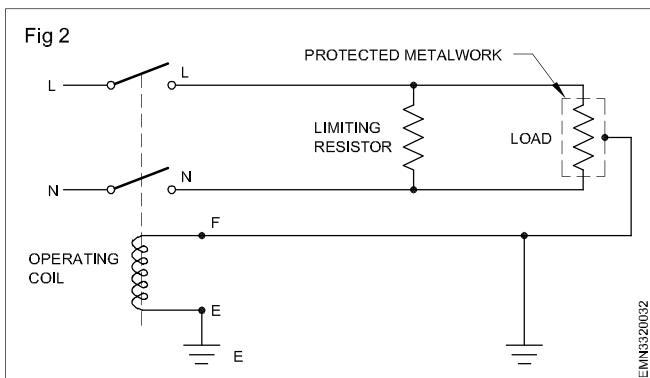 Fig 2
PROTECTED METALWORK
L
L
LIMITING
RESISTOR
LOAD
N
N
F
OPERATING
COIL
E
E
EMN3320032